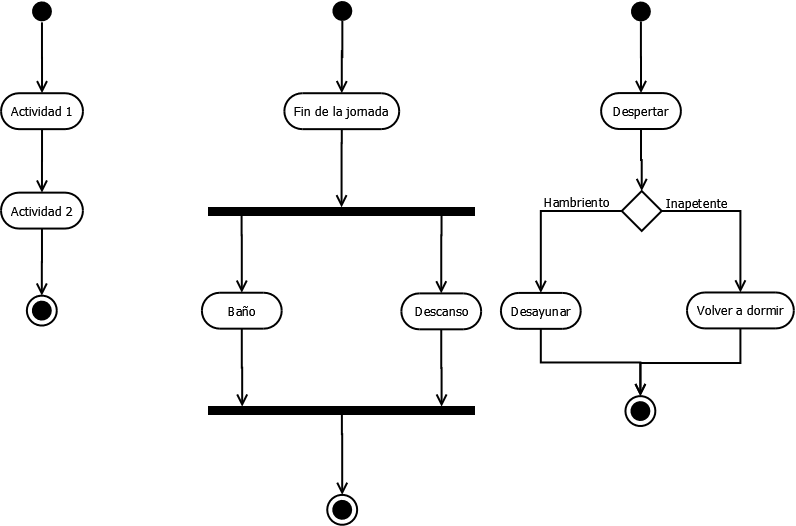 Actividad 1
Actividad 2
Fin de la jornada
Baño
Descanso
Despertar
Hambriento
Inapetente
Desayunar
Volver a dormir